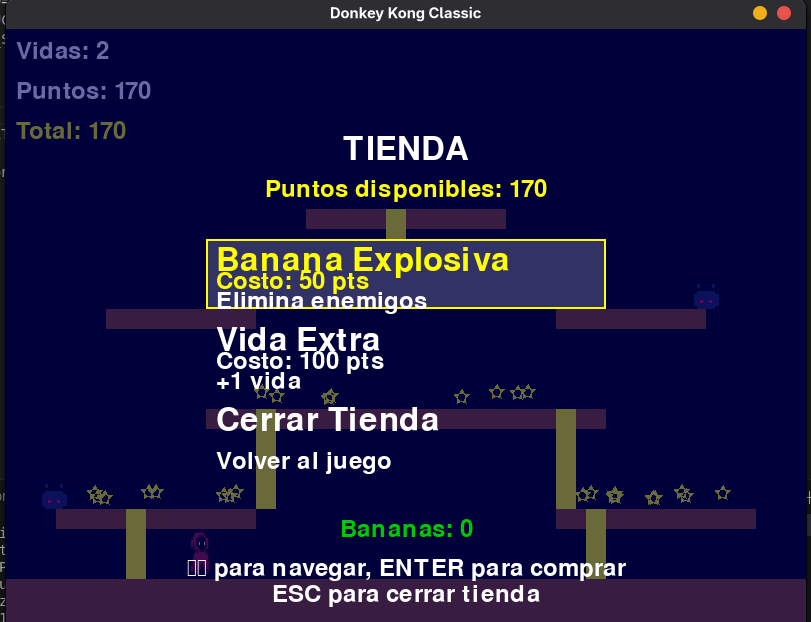 Donkey Kong Classic
Vidas: 2
Puntos: 170
Total: 170
TIENDA
Puntos disponibles: 170
Banana Explosiva
Costo: 50 pts
Elimina enemigos
Vida Extra
Costo: 100 pts
+1 vida
Cerrar Tienda
Volver al juego
Bananas: 0
para navegar, ENTER para comprar
ESC para cerrar tienda